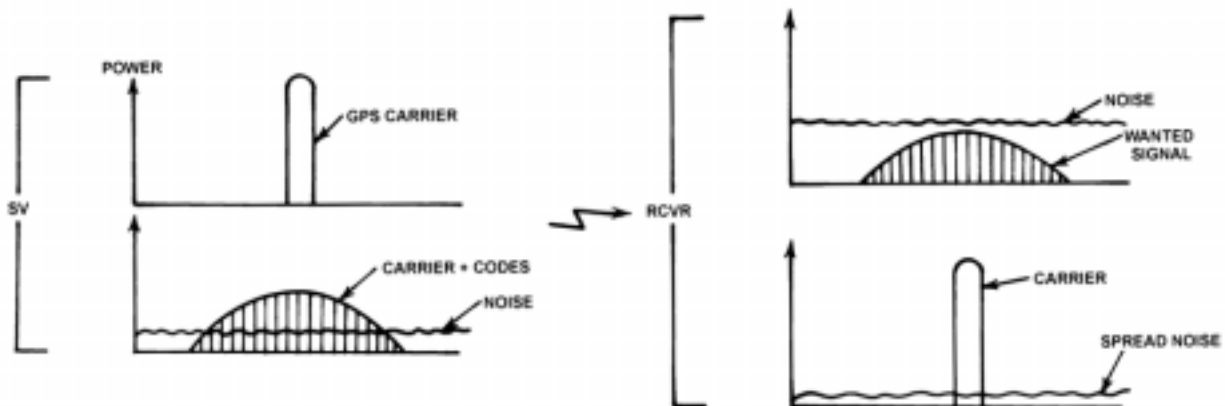 POWER
GPS CARRIER
SV
CARRIER + CODES
NOISE
RCVR
NOISE
WANTED
SIGNAL
CARRIER
SPREAD NOISE